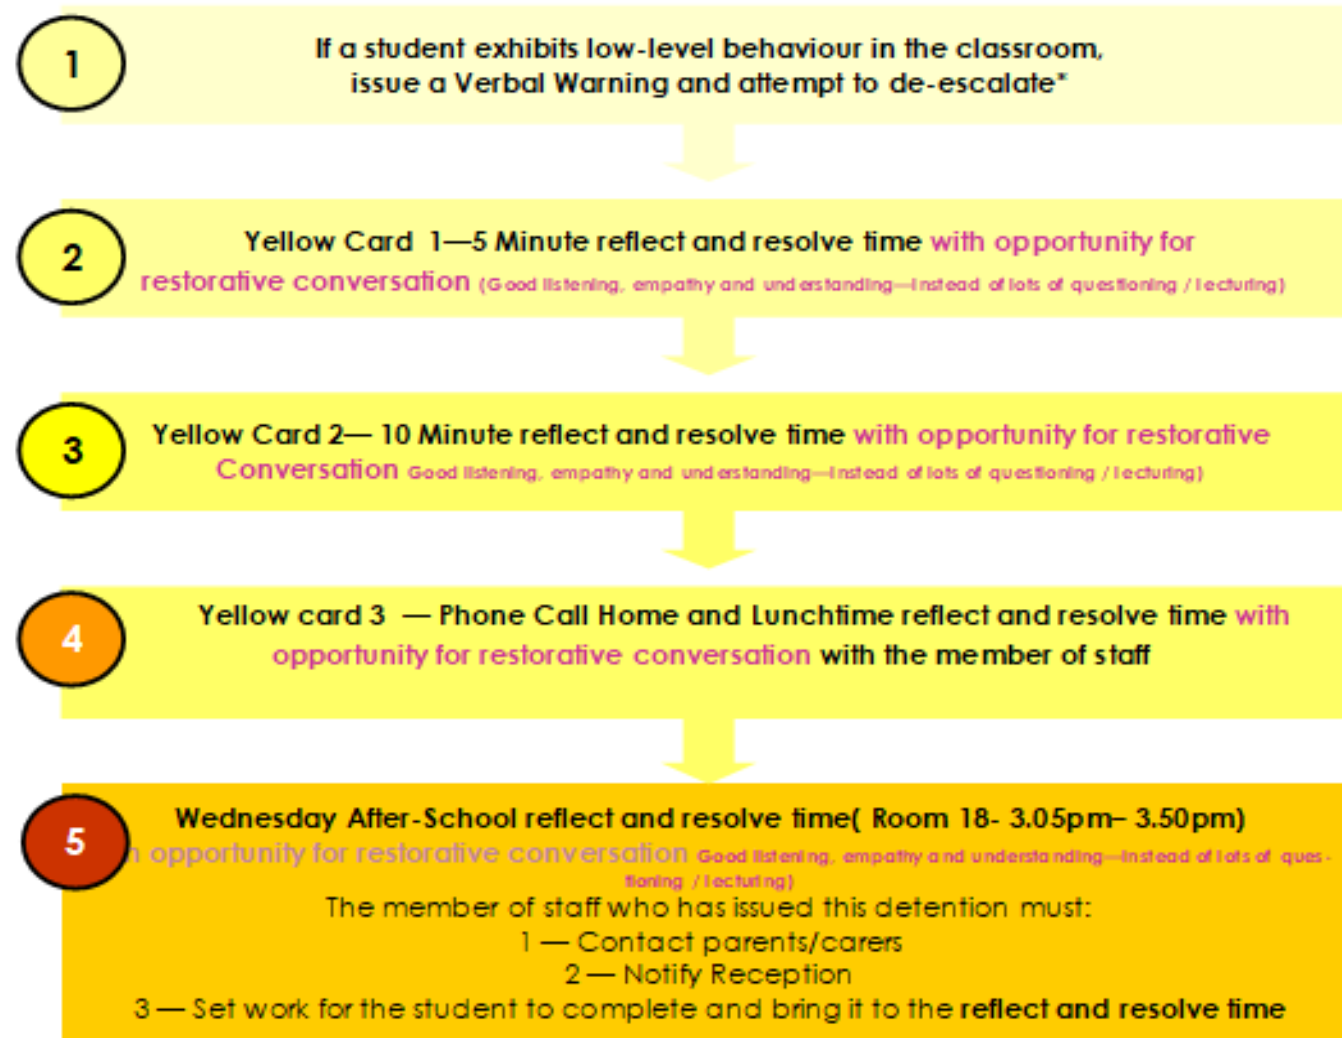 1
If a student exhibits low-level behaviour in the classroom,
issue a Verbal Warning and attempt to de-escalate*
2
Yellow Card 1—5 Minute reflect and resolve time with opportunity for
restorative conversation (Good listening, empathy and understanding—instead of lots of questioning / lecturing)
3
Yellow Card 2— 10 Minute reflect and resolve time with opportunity for restorative
Conversation Good listening, empathy and understanding—instead of lots of questioning / lecturing)
4
Yellow card 3 — Phone Call Home and Lunchtime reflect and resolve time with
opportunity for restorative conversation with the member of staff
5
Wednesday After-School reflect and resolve time( Room 18- 3.05pm– 3.50pm)
opportunity for restorative conversation Good listening, empathy and understanding—instead of lots of ques-
tioning / lecturing)
The member of staff who has issued this detention must:
1 — Contact parents/carers
2 — Notify Reception
3 — Set work for the student to complete and bring it to the reflect and resolve time